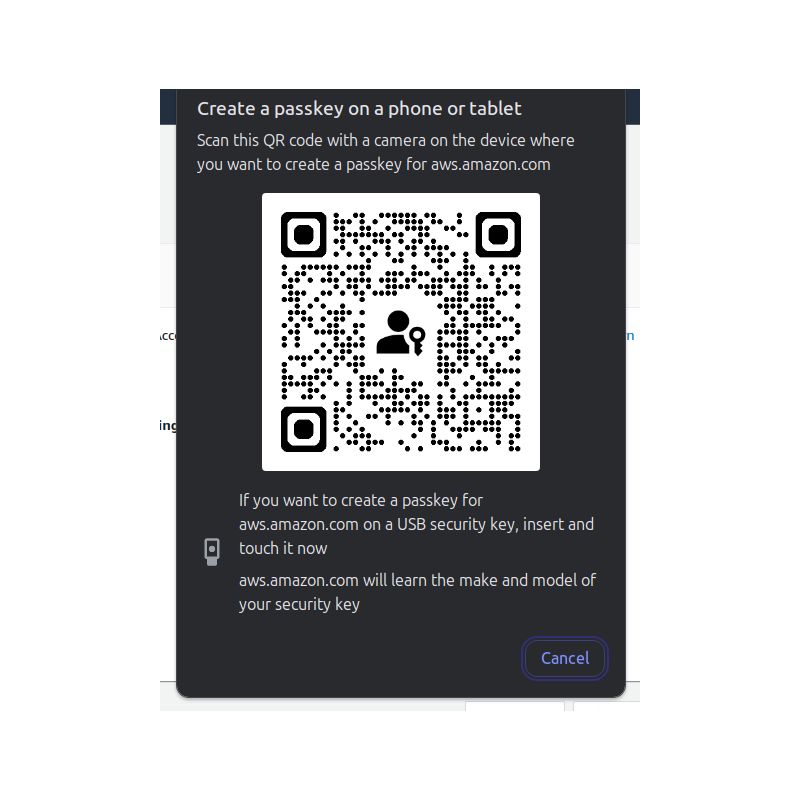 Create a passkey on a phone or tablet
Scan this QR code with a camera on the device where
you want to create a passkey for aws.amazon.com
If you want to create a passkey for
aws.amazon.com on a USB security key, insert and
touch it now
aws.amazon.com will learn the make and model of
your security key
Cancel